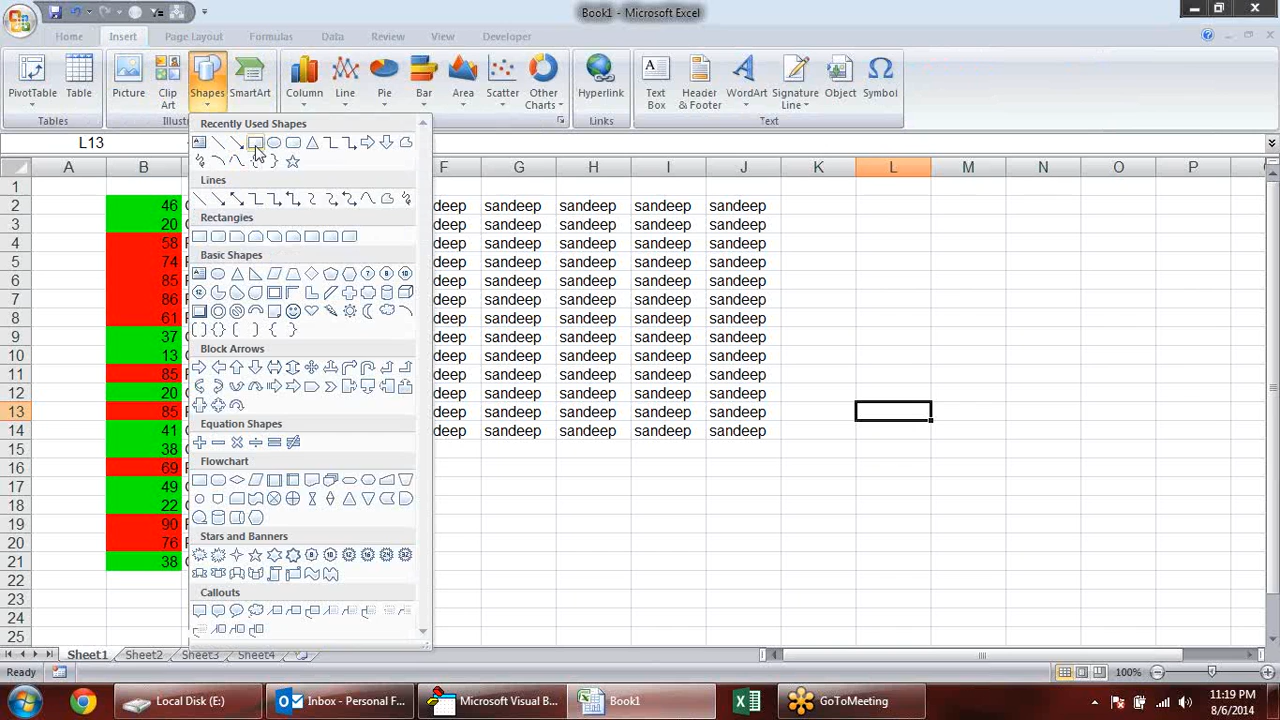 Book1 - Microsoft Excel
Home Insert Page Layout Formulas Data Review View Developer
PivotTable Table Picture Clip Art Shapes SmartArt Column Line Pie Bar Area Scatter Other Charts Hyperlink Text Box Header & Footer WordArt Signature Line Object Symbol
Tables Illu Links Text
L13
Recently Used Shapes
Lines
Rectangles
Basic Shapes
Block Arrows
Equation Shapes
Flowchart
Stars and Banners
Callouts
A B F G H I J K L M N O P
1
2 46 deep sandeep sandeep sandeep sandeep
3 20 deep sandeep sandeep sandeep sandeep
4 58 deep sandeep sandeep sandeep sandeep
5 74 deep sandeep sandeep sandeep sandeep
6 85 deep sandeep sandeep sandeep sandeep
7 86 deep sandeep sandeep sandeep sandeep
8 61 deep sandeep sandeep sandeep sandeep
9 37 deep sandeep sandeep sandeep sandeep
10 13 deep sandeep sandeep sandeep sandeep
11 85 deep sandeep sandeep sandeep sandeep
12 20 deep sandeep sandeep sandeep sandeep
13 85 deep sandeep sandeep sandeep sandeep
14 41 deep sandeep sandeep sandeep sandeep
15 38
16 69
17 49
18 22
19 90
20 76
21 38
22
23
24
25
Sheet1 Sheet2 Sheet3 Sheet4
Ready 100%
Local Disk (E:) Inbox - Personal F... Microsoft Visual B... Book1 GoToMeeting
11:19 PM
8/6/2014